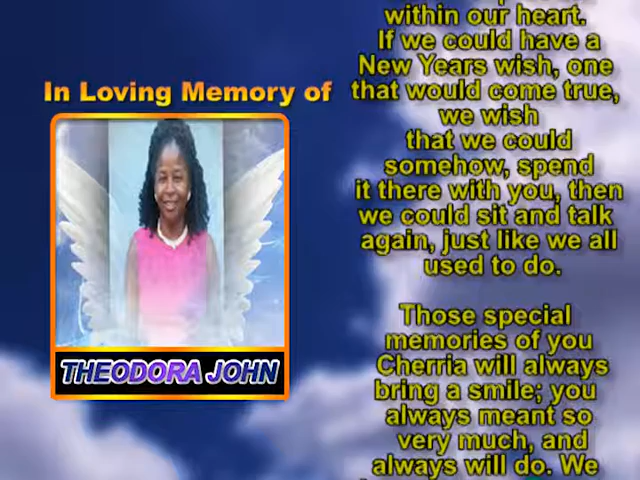 In Loving Memory of
THEODORA JOHN
within our heart.
If we could have a
New Years wish, one
that would come true,
we wish
that we could
somehow, spend
it there with you, then
we could sit and talk
again, just like we all
used to do.
Those special
memories of you
Cherria will always
bring a smile; you
always meant so
very much, and
always will do. We